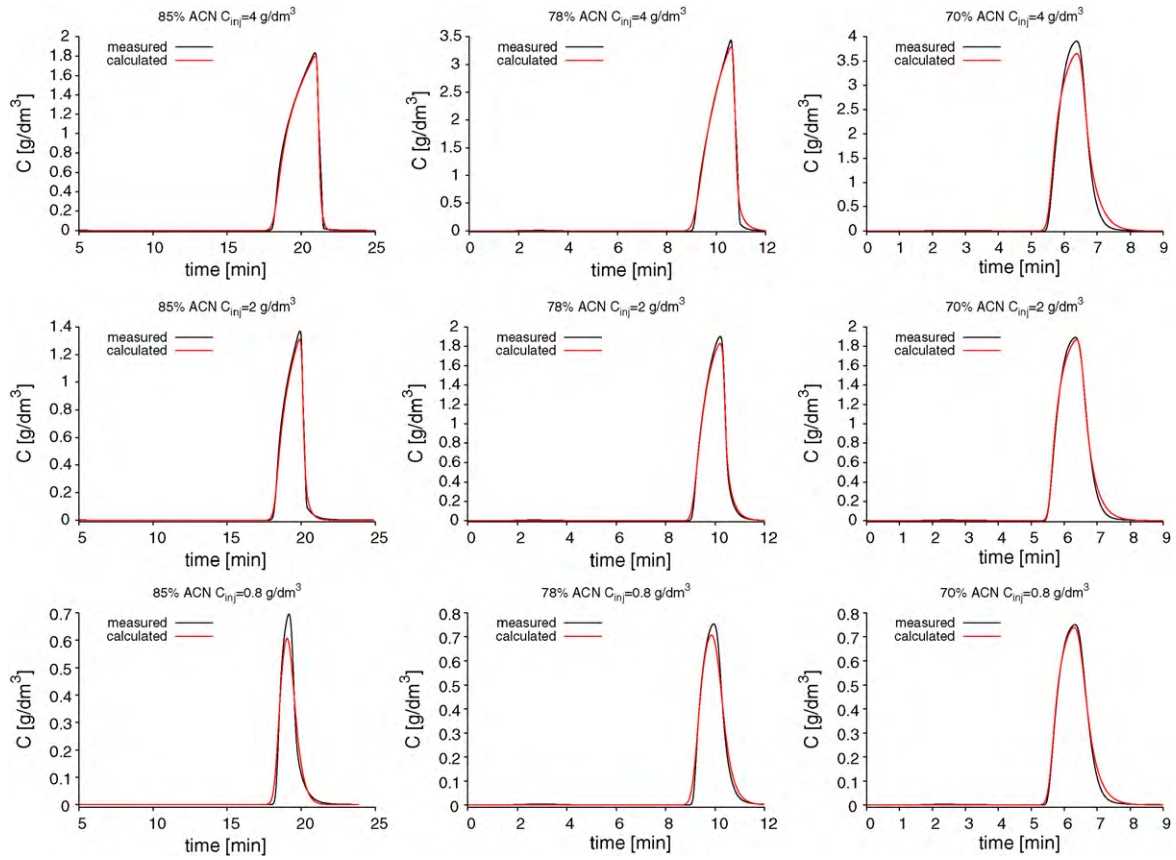 85% ACN C_inj=4 g/dm³
measured
calculated
2
1.8
1.6
1.4
1.2
1
0.8
0.6
0.4
0.2
0
C [g/dm³]
5 10 15 20 25
time [min]
78% ACN C_inj=4 g/dm³
measured
calculated
3.5
3
2.5
2
1.5
1
0.5
0
C [g/dm³]
0 2 4 6 8 10 12
time [min]
70% ACN C_inj=4 g/dm³
measured
calculated
4
3.5
3
2.5
2
1.5
1
0.5
0
C [g/dm³]
0 1 2 3 4 5 6 7 8 9
time [min]
85% ACN C_inj=2 g/dm³
measured
calculated
1.4
1.2
1
0.8
0.6
0.4
0.2
0
C [g/dm³]
5 10 15 20 25
time [min]
78% ACN C_inj=2 g/dm³
measured
calculated
2
1.8
1.6
1.4
1.2
1
0.8
0.6
0.4
0.2
0
C [g/dm³]
0 2 4 6 8 10 12
time [min]
70% ACN C_inj=2 g/dm³
measured
calculated
2
1.8
1.6
1.4
1.2
1
0.8
0.6
0.4
0.2
0
C [g/dm³]
0 1 2 3 4 5 6 7 8 9
time [min]
85% ACN C_inj=0.8 g/dm³
measured
calculated
0.7
0.6
0.5
0.4
0.3
0.2
0.1
0
C [g/dm³]
5 10 15 20 25
time [min]
78% ACN C_inj=0.8 g/dm³
measured
calculated
0.8
0.7
0.6
0.5
0.4
0.3
0.2
0.1
0
C [g/dm³]
0 2 4 6 8 10 12
time [min]
70% ACN C_inj=0.8 g/dm³
measured
calculated
0.8
0.7
0.6
0.5
0.4
0.3
0.2
0.1
0
C [g/dm³]
0 1 2 3 4 5 6 7 8 9
time [min]